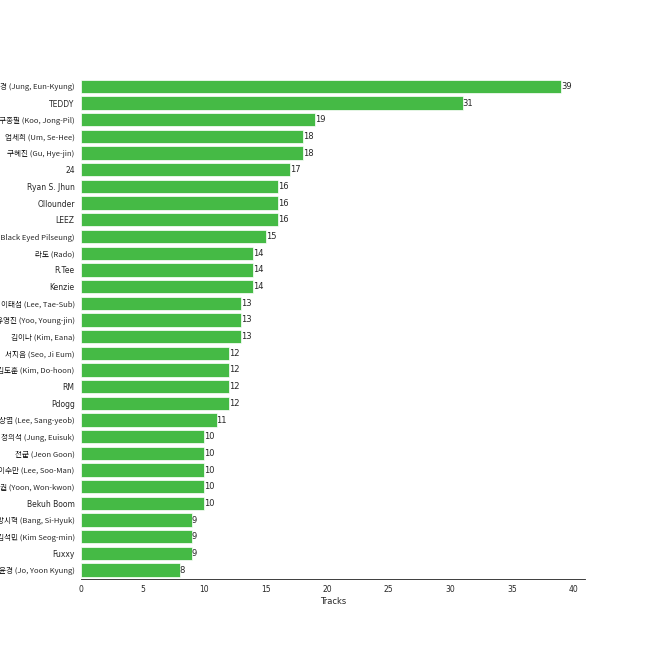 경 (Jung, Eun-Kyung) 39
TEDDY 31
구종필 (Koo, Jong-Pil) 19
엄세희 (Um, Se-Hee) 18
구혜진 (Gu, Hye-jin) 18
24 17
Ryan S. Jhun 16
Ollounder 16
LEEZ 16
Black Eyed Pilseung) 15
라도 (Rado) 14
R.Tee 14
Kenzie 14
이태섭 (Lee, Tae-Sub) 13
유영진 (Yoo, Young-jin) 13
김이나 (Kim, Eana) 13
서지음 (Seo, Ji Eum) 12
김도훈 (Kim, Do-hoon) 12
RM 12
Pdogg 12
상엽 (Lee, Sang-yeob) 11
정의석 (Jung, Euisuk) 10
전군 (Jeon Goon) 10
이수만 (Lee, Soo-Man) 10
(Yoon, Won-kwon) 10
Bekuh Boom 10
방시혁 (Bang, Si-Hyuk) 9
김석민 (Kim Seog-min) 9
Fuxxy 9
윤경 (Jo, Yoon Kyung) 8
0 5 10 15 20 25 30 35 40
Tracks